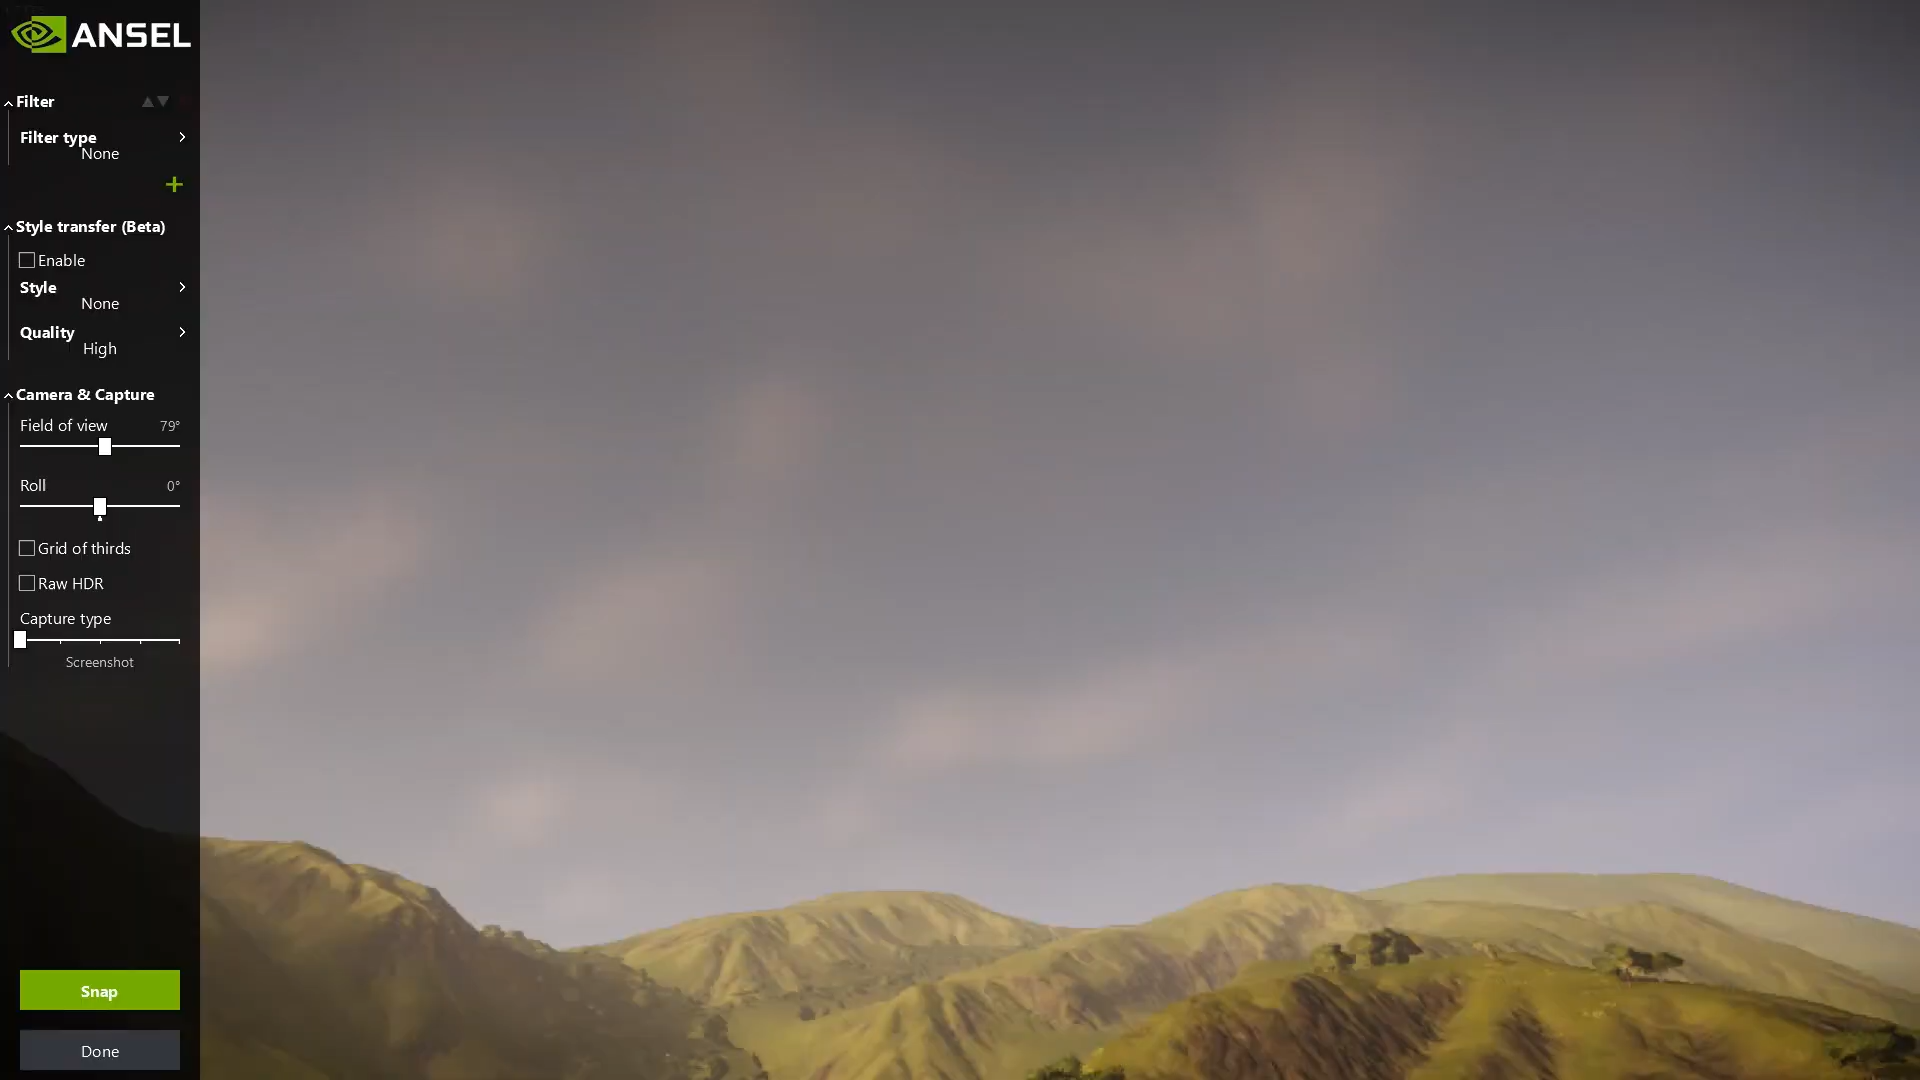 ANSEL
Filter
Filter type
None
Style transfer (Beta)
Enable
Style
None
Quality
High
Camera & Capture
Field of view 79°
Roll 0°
Grid of thirds
Raw HDR
Capture type
Screenshot
Snap
Done